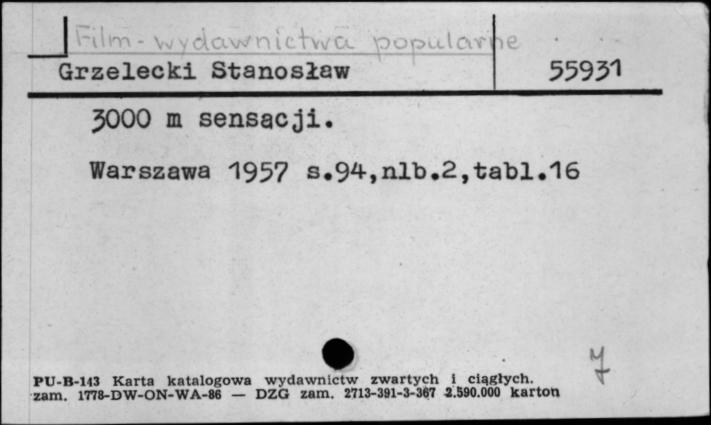 Film - wydawnictwa popularne
Grzelecki Stanosław 55931
3000 m sensacji.
Warszawa 1957 s.94,nlb.2,tabl.16
PU-B-143 Karta katalogowa wydawnictw zwartych i ciągłych.
zam. 1778-DW-ON-WA-86 — DZG zam. 2713-391-3-367 2.590.000 karton